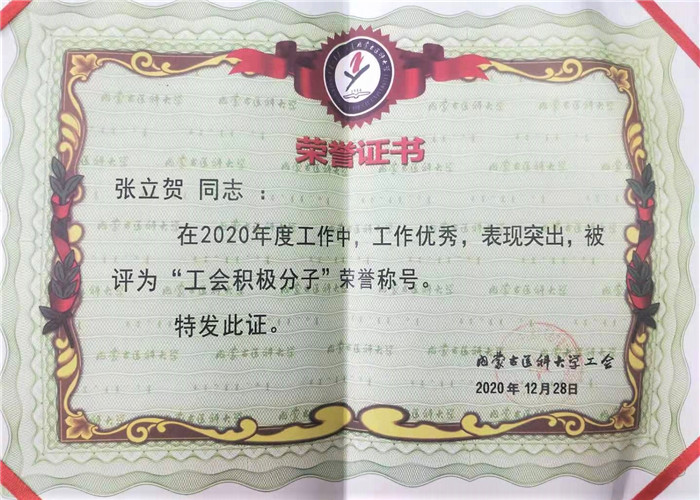 荣誉证书
张立贺 同志：
在2020年度工作中，工作优秀，表现突出，被
评为“工会积极分子”荣誉称号。
特发此证。
内蒙古医科大学工会
2020年12月28日